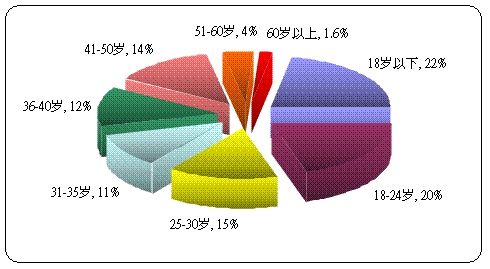 51-60岁, 4%
60岁以上, 1.6%
41-50岁, 14%
18岁以下, 22%
36-40岁, 12%
31-35岁, 11%
18-24岁, 20%
25-30岁, 15%